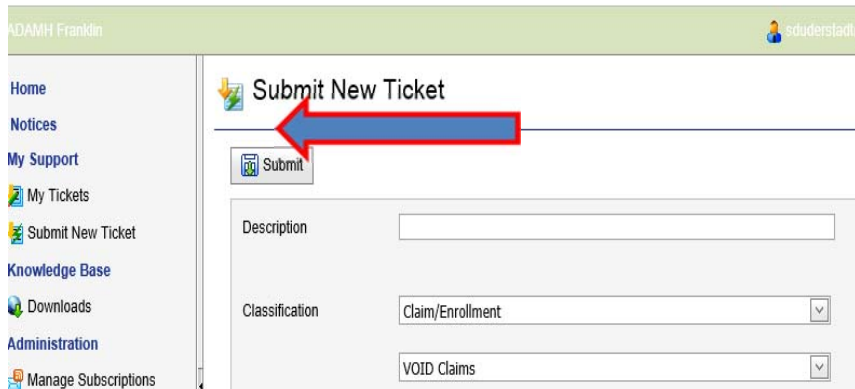 ADAMH Franklin
sduderstadt
Home
Notices
My Support
My Tickets
Submit New Ticket
Knowledge Base
Downloads
Administration
Manage Subscriptions
Submit New Ticket
Submit
Description
Classification
Claim/Enrollment
VOID Claims